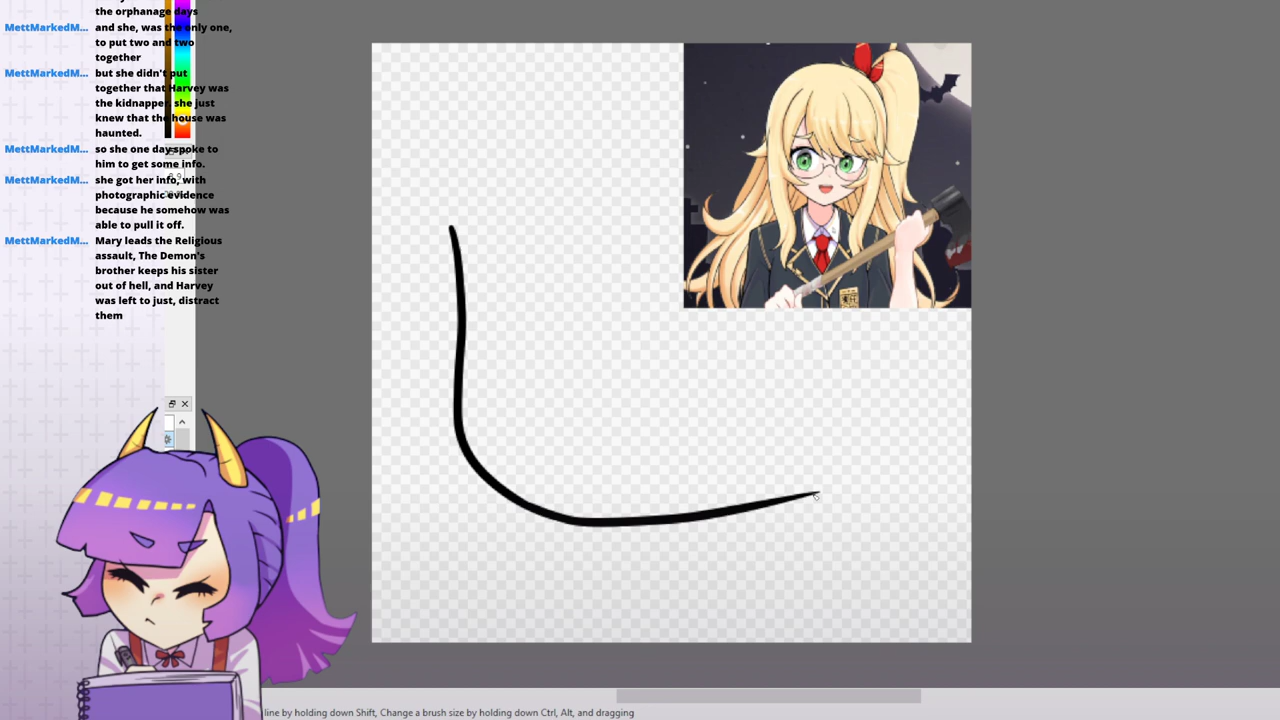 the orphanage days
MettMarkedM... and she, was the only one,
to put two and two
together
MettMarkedM... but she didn't put
together that Harvey was
the kidnapper, she just
knew that the house was
haunted.
MettMarkedM... so she one day spoke to
him to get some info.
MettMarkedM... she got her info, with
photographic evidence
because he somehow was
able to pull it off.
MettMarkedM... Mary leads the Religious
assault, The Demon's
brother keeps his sister
out of hell, and Harvey
was left to just, distract
them
line by holding down Shift, Change a brush size by holding down Ctrl, Alt, and dragging